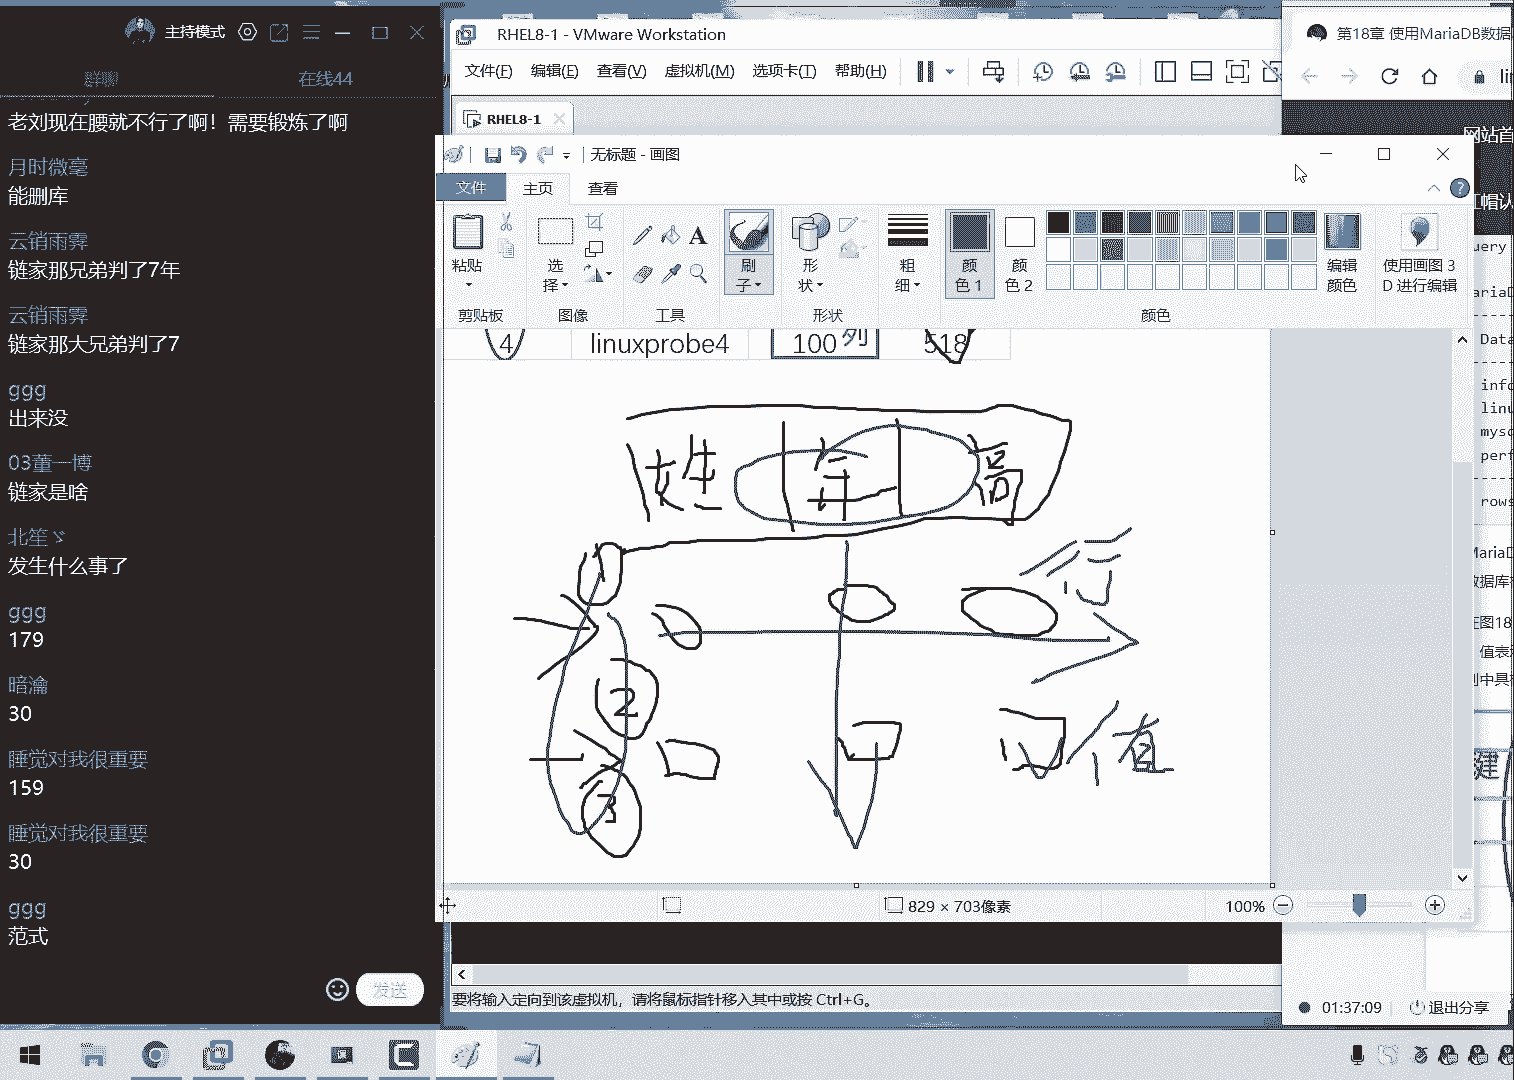 主持模式
群聊
在线44
老刘现在腰就不行了啊！需要锻炼了啊
月时微毫
能删库
云销雨霁
链家那兄弟判了7年
云销雨霁
链家那大兄弟判了7
ggg
出来没
03董一博
链家是啥
北笙ゞ
发生什么事了
ggg
179
暗瀹
30
睡觉对我很重要
159
睡觉对我很重要
30
ggg
范式
发送
RHEL8-1 - VMware Workstation
文件(F) 编辑(E) 查看(V) 虚拟机(M) 选项卡(T) 帮助(H)
RHEL8-1
第18章 使用MariaDB数据
网站首
无标题 - 画图
文件 主页 查看
粘贴
选择
A
刷子
形状
粗细
颜色 1
颜色 2
编辑颜色
使用画图 3D 进行编辑
剪贴板 图像 工具 形状 颜色
4 linuxprobe4 100 列 518
姓 年 高
1
行
2
值
3
829 × 703像素
100%
要将输入定向到该虚拟机，请将鼠标指针移入其中或按 Ctrl+G。
Data
info
linu
perf
rows
数据库
在图18
值表
01:37:09
退出分享